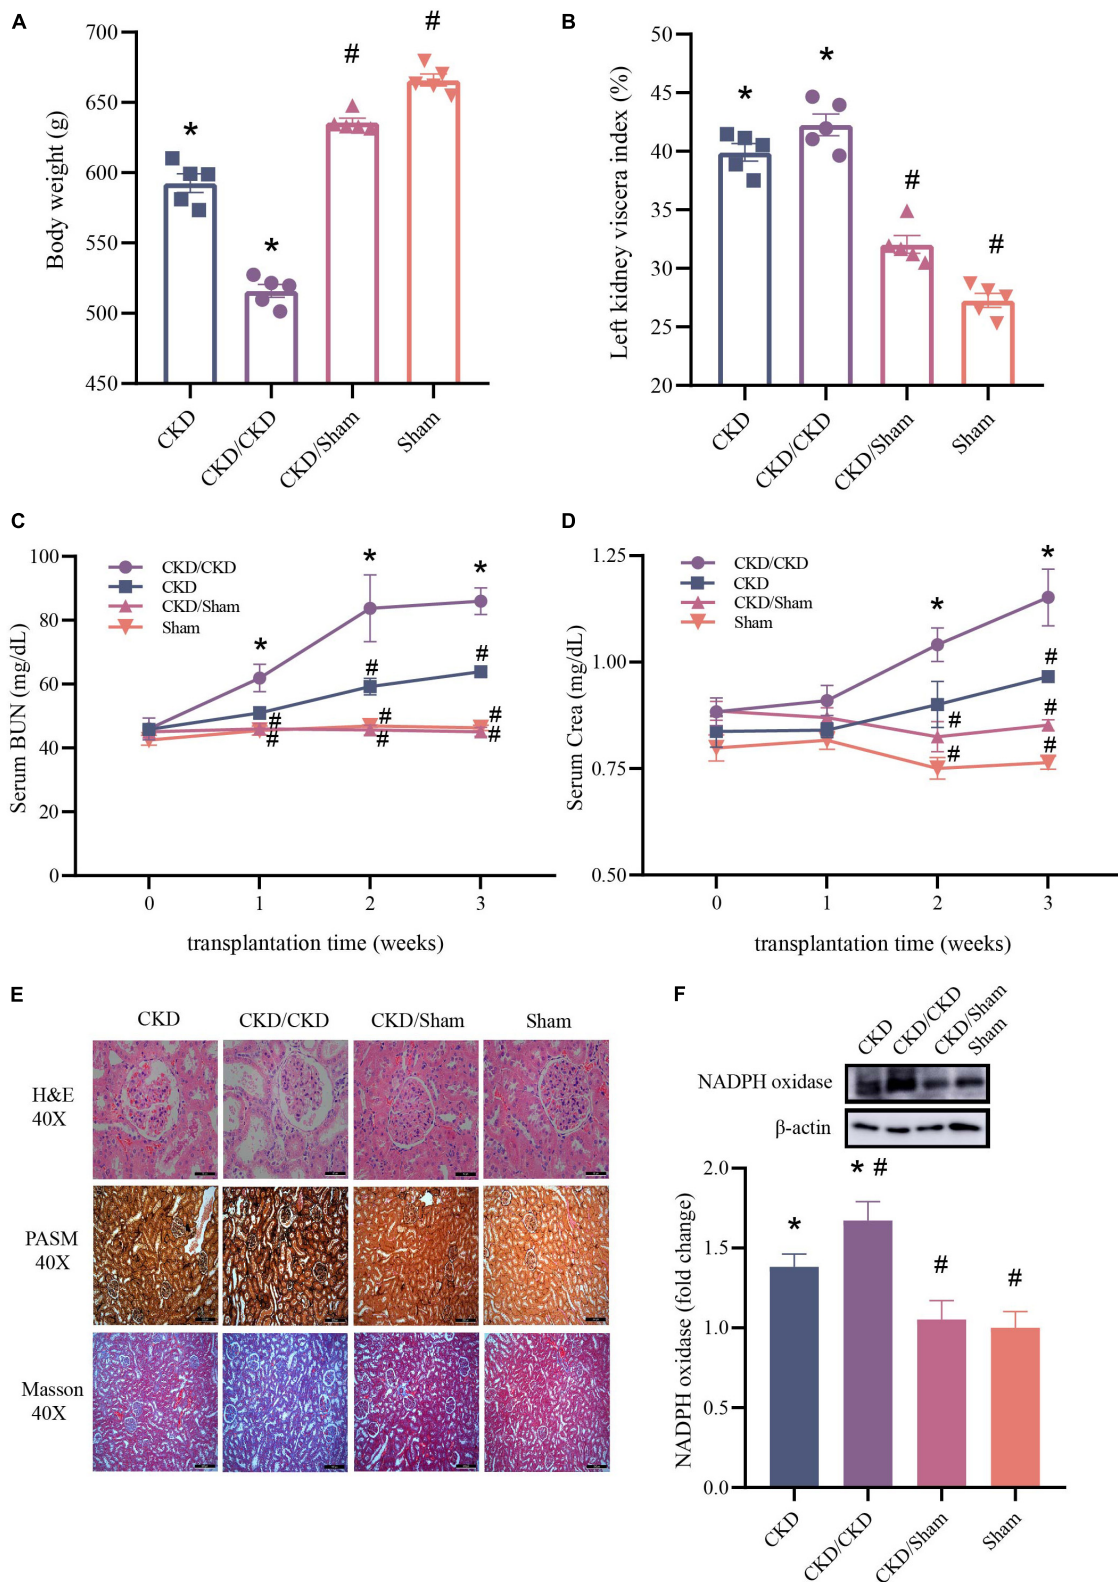 A
Body weight (g)
700
650
600
550
500
450
*
*
#
#
CKD
CKD/CKD
CKD/Sham
Sham
B
Left kidney viscera index (%)
50
45
40
35
30
25
20
*
*
#
#
CKD
CKD/CKD
CKD/Sham
Sham
C
Serum BUN (mg/dL)
100
80
60
40
20
0
CKD/CKD
CKD
CKD/Sham
Sham
*
*
*
#
#
#
#
#
#
#
#
0 1 2 3
transplantation time (weeks)
D
Serum Crea (mg/dL)
1.25
1.00
0.75
0.50
CKD/CKD
CKD
CKD/Sham
Sham
*
*
#
#
#
#
#
0 1 2 3
transplantation time (weeks)
E
CKD CKD/CKD CKD/Sham Sham
H&E
40X
PASM
40X
Masson
40X
F
CKD
CKD/CKD
CKD/Sham
Sham
NADPH oxidase
β-actin
NADPH oxidase (fold change)
2.0
1.5
1.0
0.5
0.0
*
* #
#
#
CKD
CKD/CKD
CKD/Sham
Sham